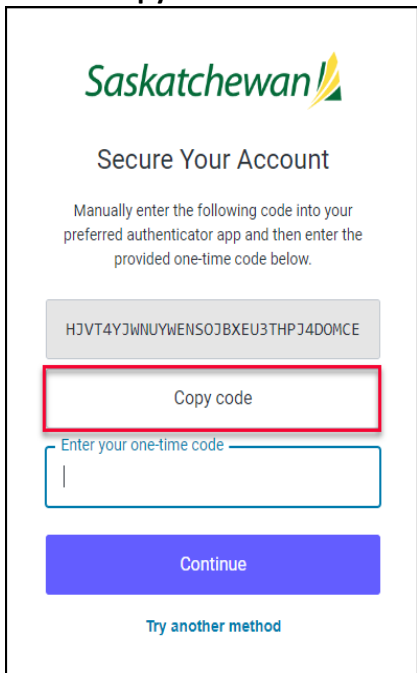 Saskatchewan
Secure Your Account
Manually enter the following code into your
preferred authenticator app and then enter the
provided one-time code below.
HJVT4YJWNUYWENSOJBXEU3THPJ4DOMCE
Copy code
Enter your one-time code
Continue
Try another method